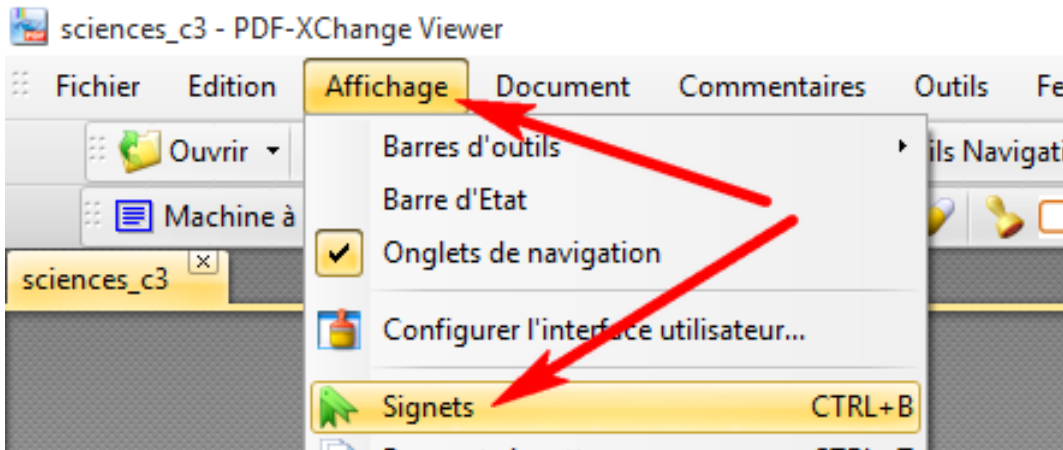 sciences_c3 - PDF-XChange Viewer
Fichier Edition Affichage Document Commentaires Outils
Ouvrir
Barres d'outils
Machine à
Barre d'Etat
Onglets de navigation
sciences_c3
Configurer l'interface utilisateur...
Signets CTRL+B